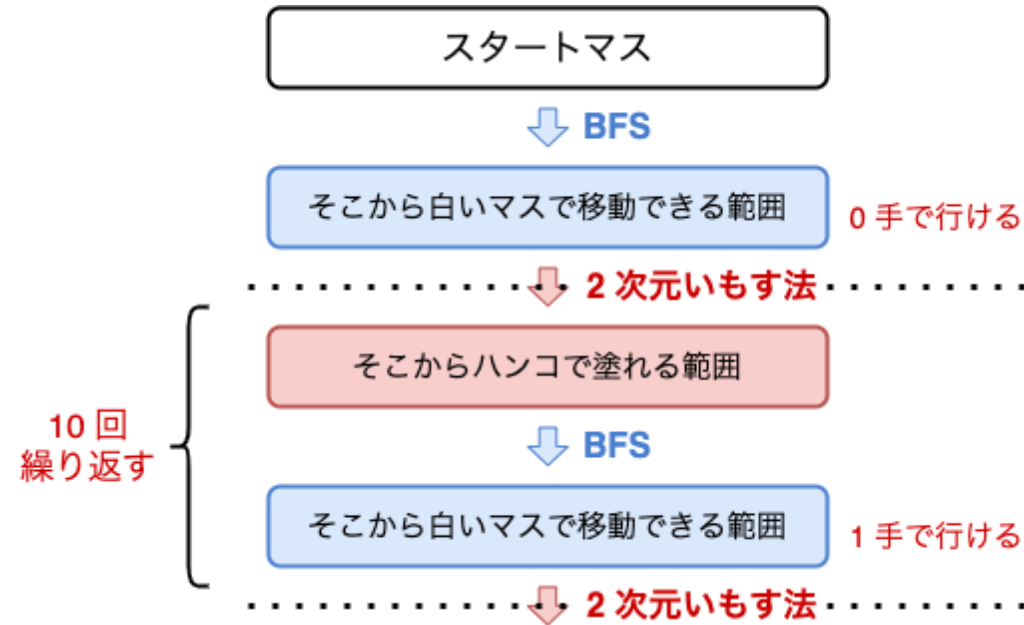 スタートマス
BFS
そこから白いマスで移動できる範囲
0 手で行ける
2 次元いもす法
そこからハンコで塗れる範囲
10 回
繰り返す
BFS
そこから白いマスで移動できる範囲
1 手で行ける
2 次元いもす法